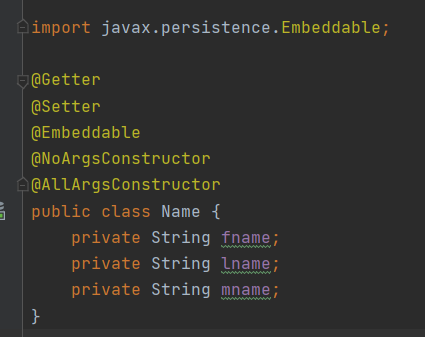 import javax.persistence.Embeddable;
@Getter
@Setter
@Embeddable
@NoArgsConstructor
@AllArgsConstructor
public class Name {
    private String fname;
    private String lname;
    private String mname;
}